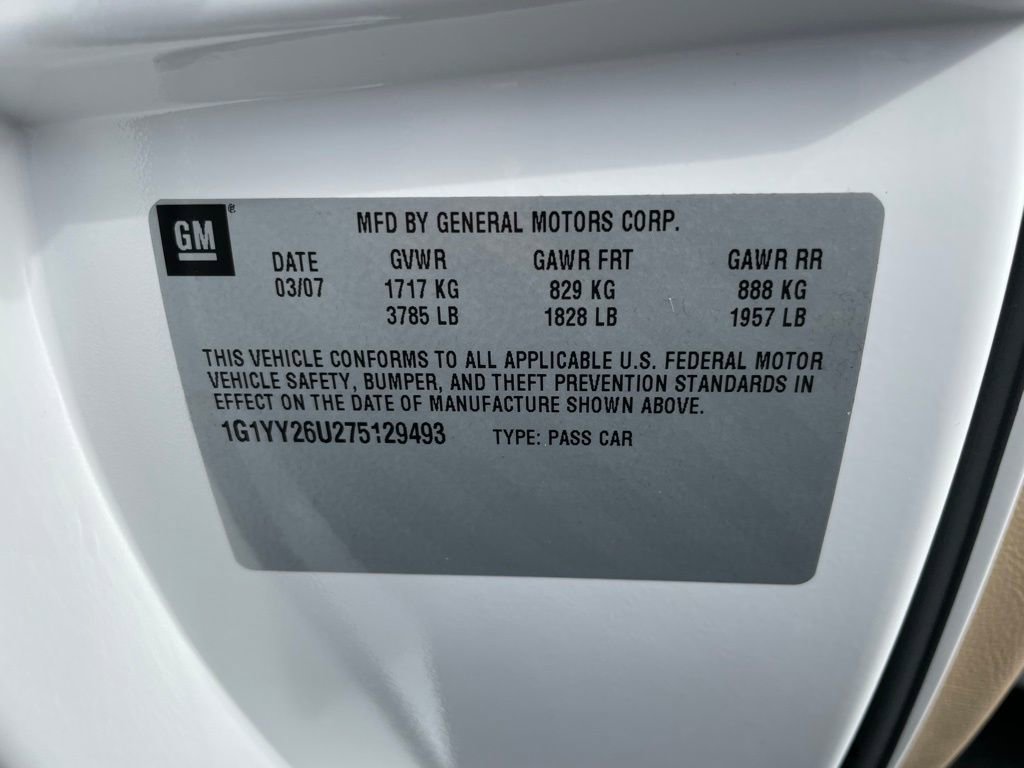 GM ®
MFD BY GENERAL MOTORS CORP.
DATE GVWR GAWR FRT GAWR RR
03/07 1717 KG 829 KG 888 KG
3785 LB 1828 LB 1957 LB
THIS VEHICLE CONFORMS TO ALL APPLICABLE U.S. FEDERAL MOTOR
VEHICLE SAFETY, BUMPER, AND THEFT PREVENTION STANDARDS IN
EFFECT ON THE DATE OF MANUFACTURE SHOWN ABOVE.
1G1YY26U275129493 TYPE: PASS CAR